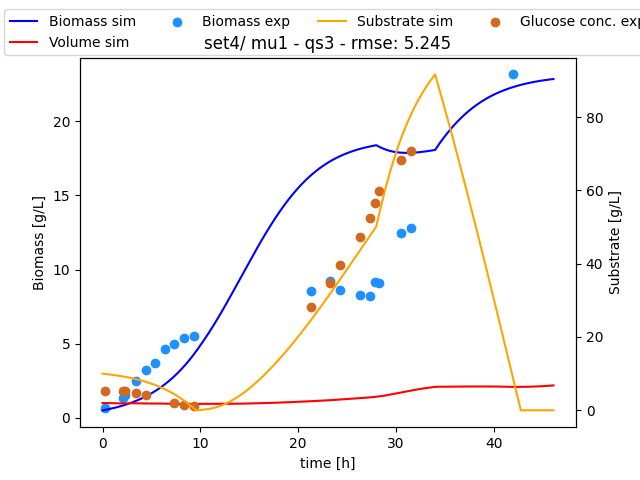 Biomass sim Biomass exp Substrate sim Glucose conc. exp
Volume sim
set4/ mu1 - qs3 - rmse: 5.245
Biomass [g/L]
20
15
10
5
0
80
60
40
20
0
Substrate [g/L]
0 10 20 30 40
time [h]